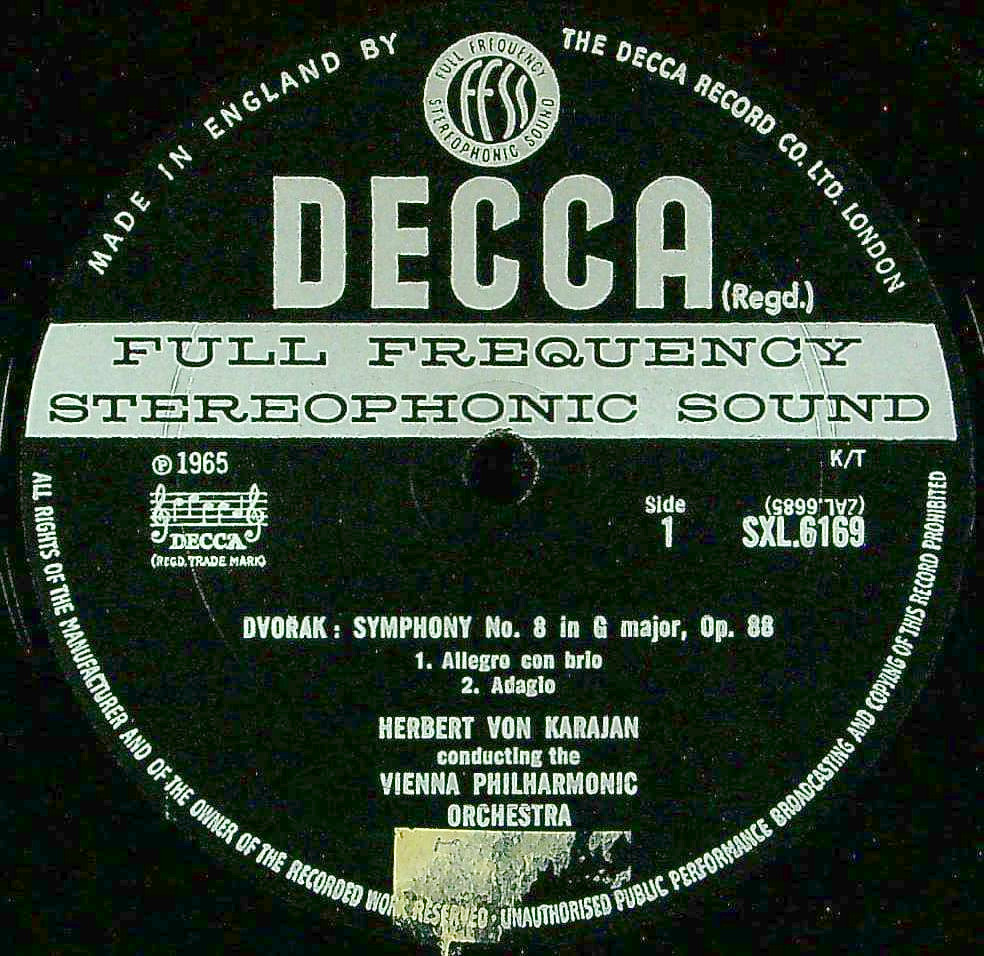 MADE IN ENGLAND BY
THE DECCA RECORD CO. LTD. LONDON
FULL FREQUENCY
FFSS
STEREOPHONIC SOUND
DECCA
(Regd.)
FULL FREQUENCY
STEREOPHONIC SOUND
℗ 1965
K/T
DECCA
(REGD. TRADE MARK)
Side
1
(ZAL.6685)
SXL.6169
DVOŘAK: SYMPHONY No. 8 in G major, Op. 88
1. Allegro con brio
2. Adagio
HERBERT VON KARAJAN
conducting the
VIENNA PHILHARMONIC
ORCHESTRA
ALL RIGHTS OF THE MANUFACTURER AND OF THE OWNER OF THE RECORDED WORK RESERVED · UNAUTHORISED PUBLIC PERFORMANCE BROADCASTING AND COPYING OF THIS RECORD PROHIBITED